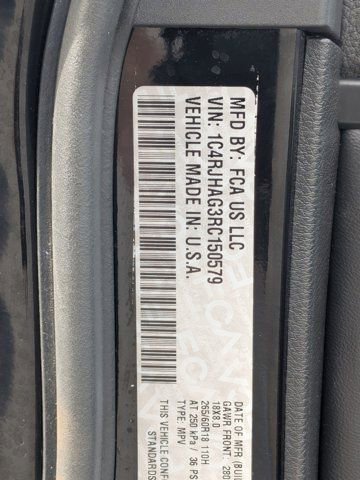 MFD BY: FCA US LLC
VIN: 1C4RJHAG3RC150579
VEHICLE MADE IN U.S.A.
DATE OF MFR
GAWR FRONT:
18X8.0
265/60R18 110H
AT 250 kPa / 36 PS
TYPE: MPV
THIS VEHICLE CONF
STANDARDS